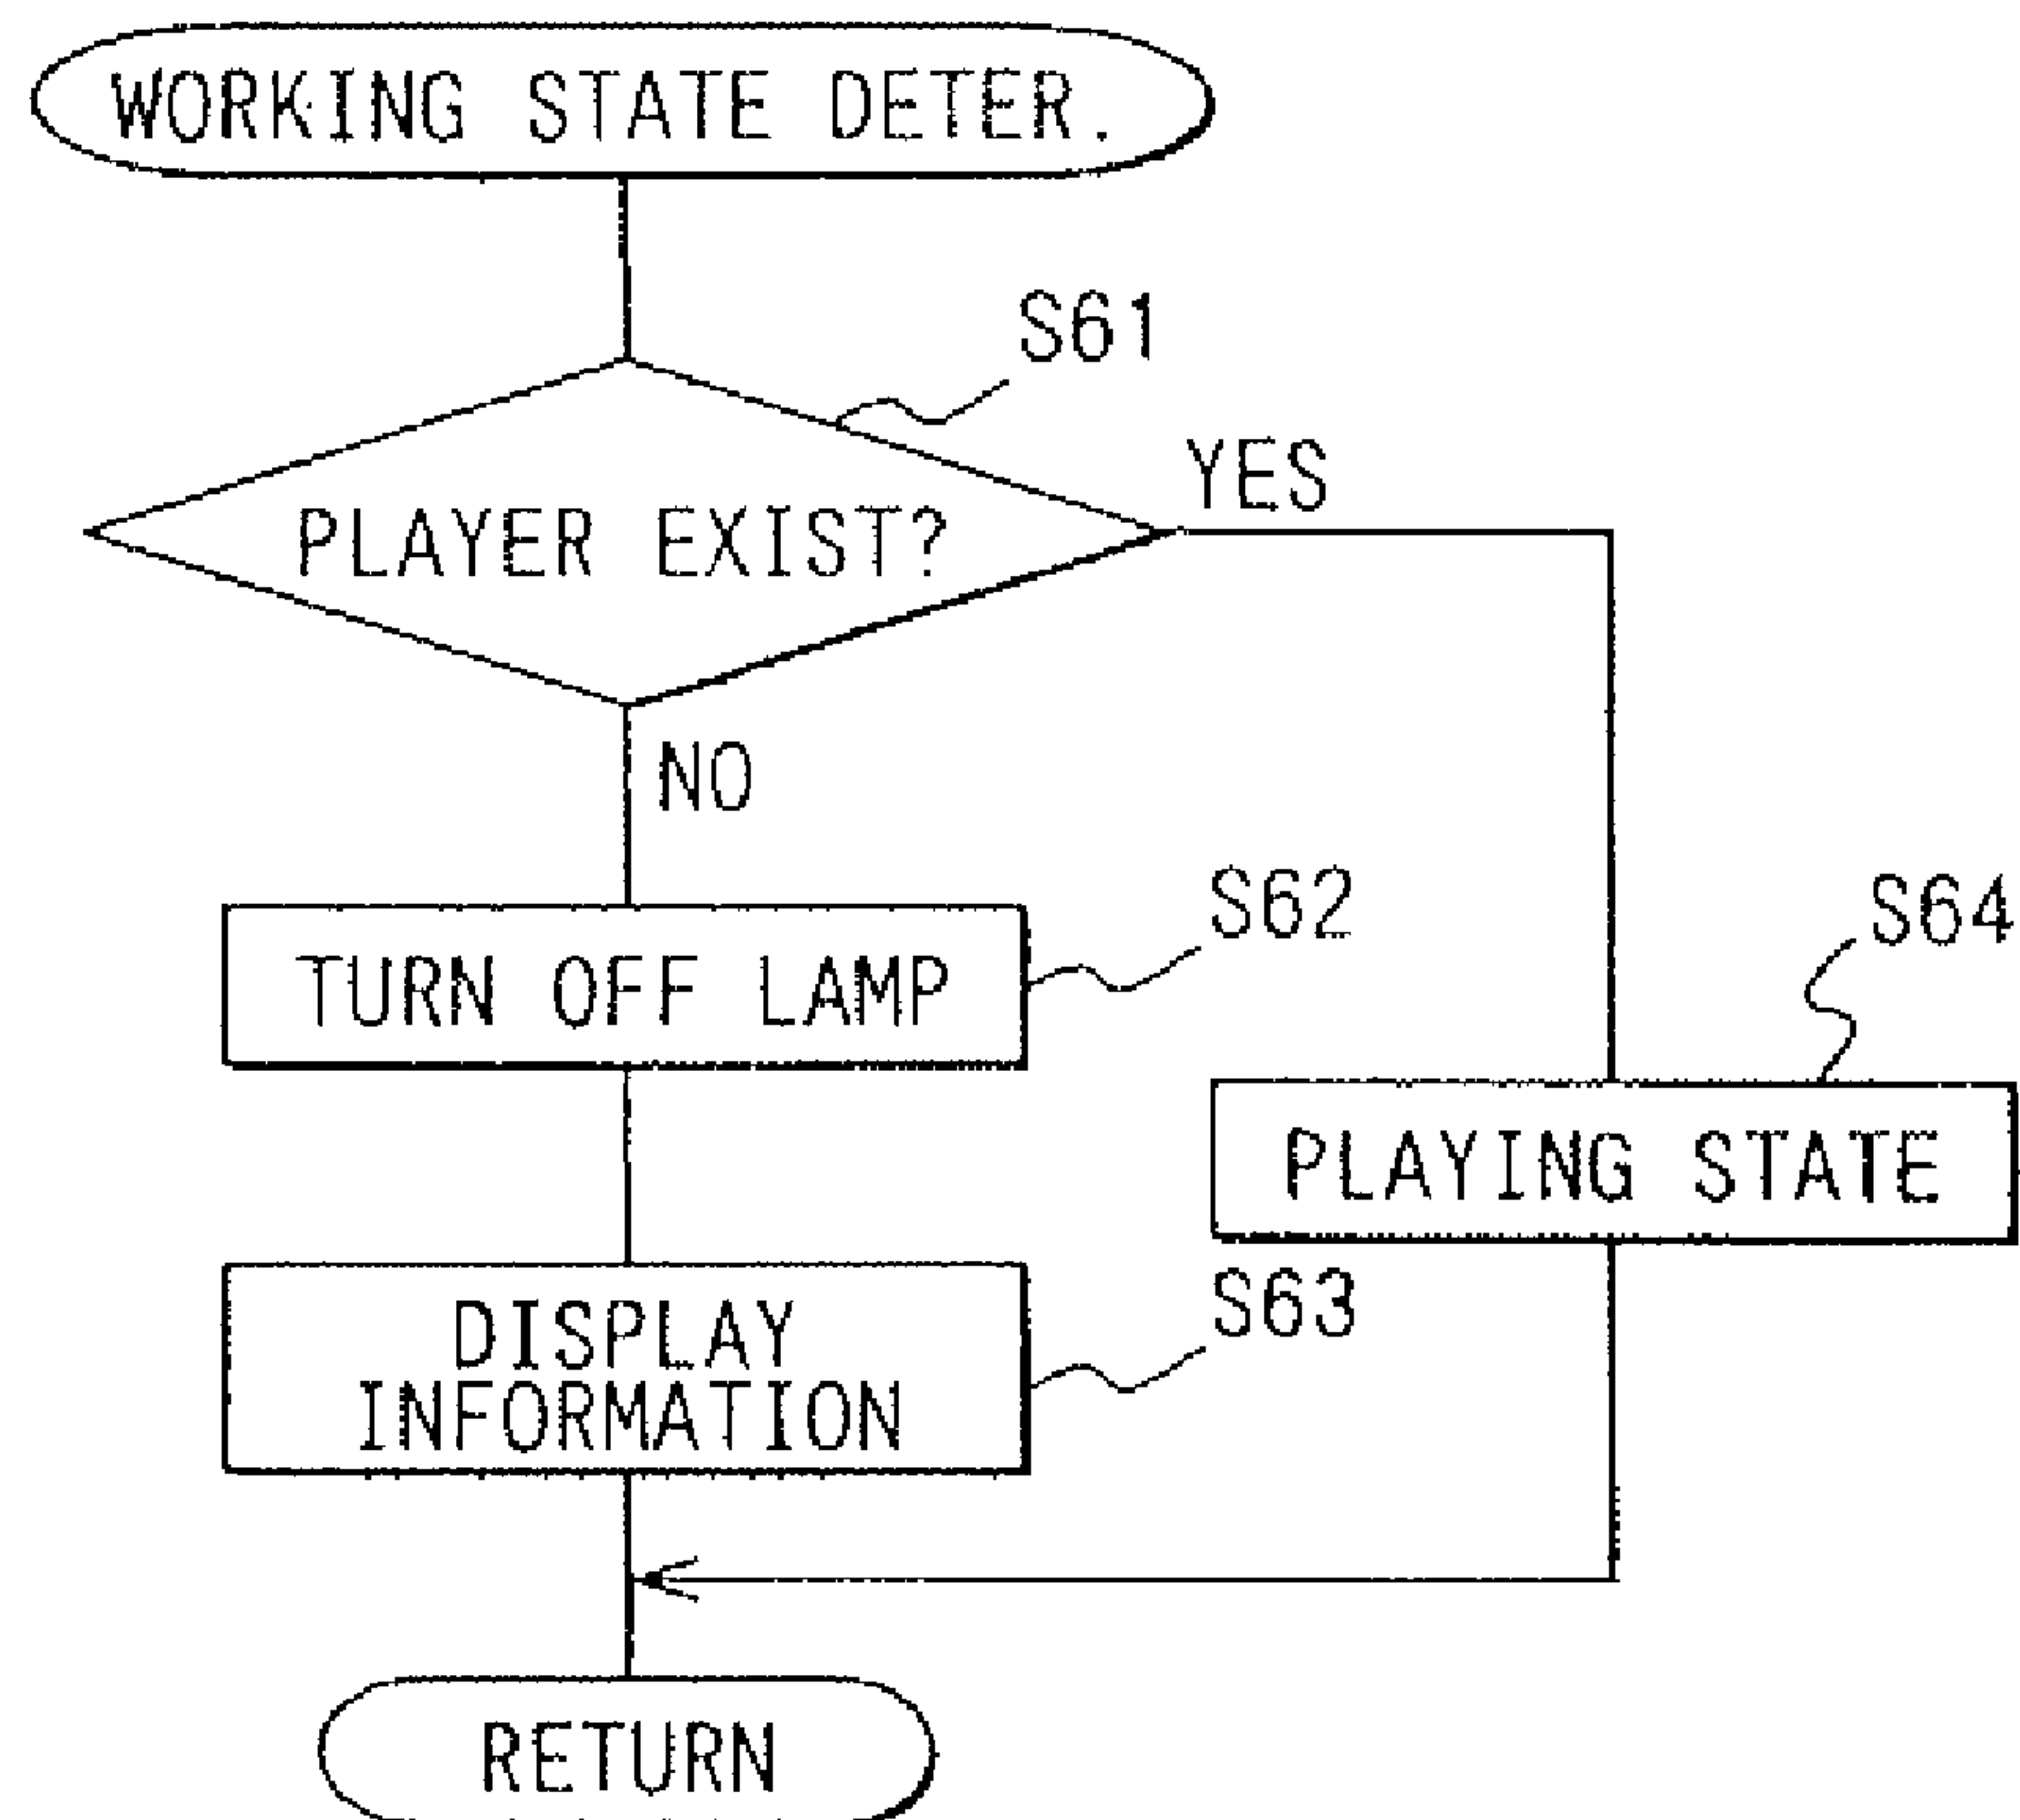 WORKING STATE DETER.
S61
YES
PLAYER EXIST?
NO
S62
S64
TURN OFF LAMP
PLAYING STATE
S63
DISPLAY
INFORMATION
RETURN